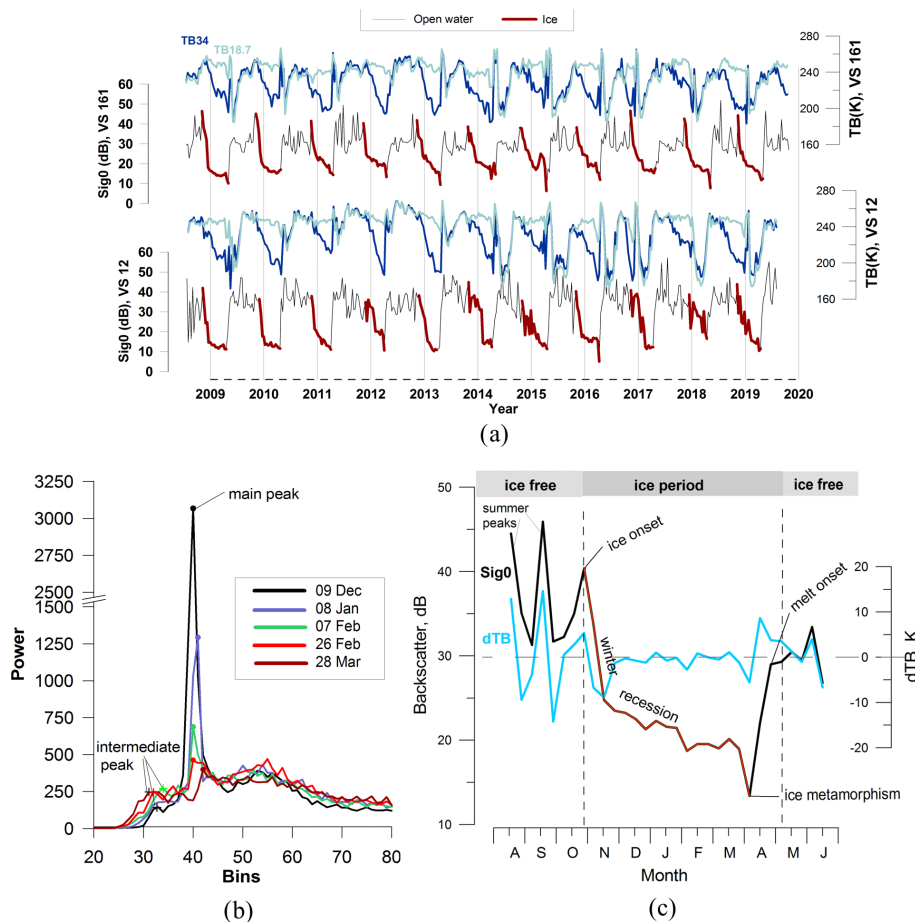 Open water Ice
TB34
TB18.7
280
240
200
160
TB(K), VS 161
60
50
40
30
20
10
0
Sig0 (dB), VS 161
280
240
200
160
TB(K), VS 12
60
50
40
30
20
10
0
Sig0 (dB), VS 12
2009 2010 2011 2012 2013 2014 2015 2016 2017 2018 2019 2020
Year
(a)
3250
3000
2750
2500
1500
1250
1000
750
500
250
0
Power
main peak
09 Dec
08 Jan
07 Feb
26 Feb
28 Mar
intermediate
peak
20 30 40 50 60 70 80
Bins
(b)
ice free ice period ice free
50
40
30
20
10
Backscatter, dB
summer
peaks
Sig0
dTB
ice onset
winter
recession
melt onset
ice metamorphism
20
10
0
-10
-20
dTB, K
A S O N D J F M A M J
Month
(c)